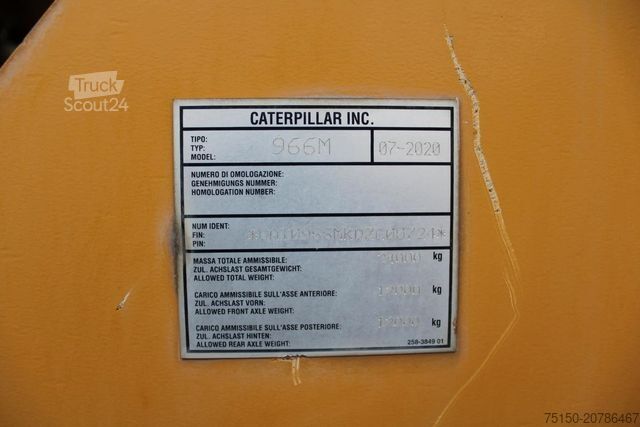 Truck
Scout24
CATERPILLAR INC.
TIPO:
TYP: 966M 07-2020
MODEL:
NUMERO DI OMOLOGAZIONE:
GENEHMIGUNGS NUMMER:
HOMOLOGATION NUMBER:
NUM IDENT:
FIN:
PIN:
MASSA TOTALE AMMISSIBILE: kg
ZUL. ACHSLAST GESAMTGEWICHT:
ALLOWED TOTAL WEIGHT:
CARICO AMMISSIBILE SULL'ASSE ANTERIORE: kg
ZUL. ACHSLAST VORN:
ALLOWED FRONT AXLE WEIGHT:
CARICO AMMISSIBILE SULL'ASSE POSTERIORE: kg
ZUL. ACHSLAST HINTEN:
ALLOWED REAR AXLE WEIGHT: 258-3849 01
75150-20786467